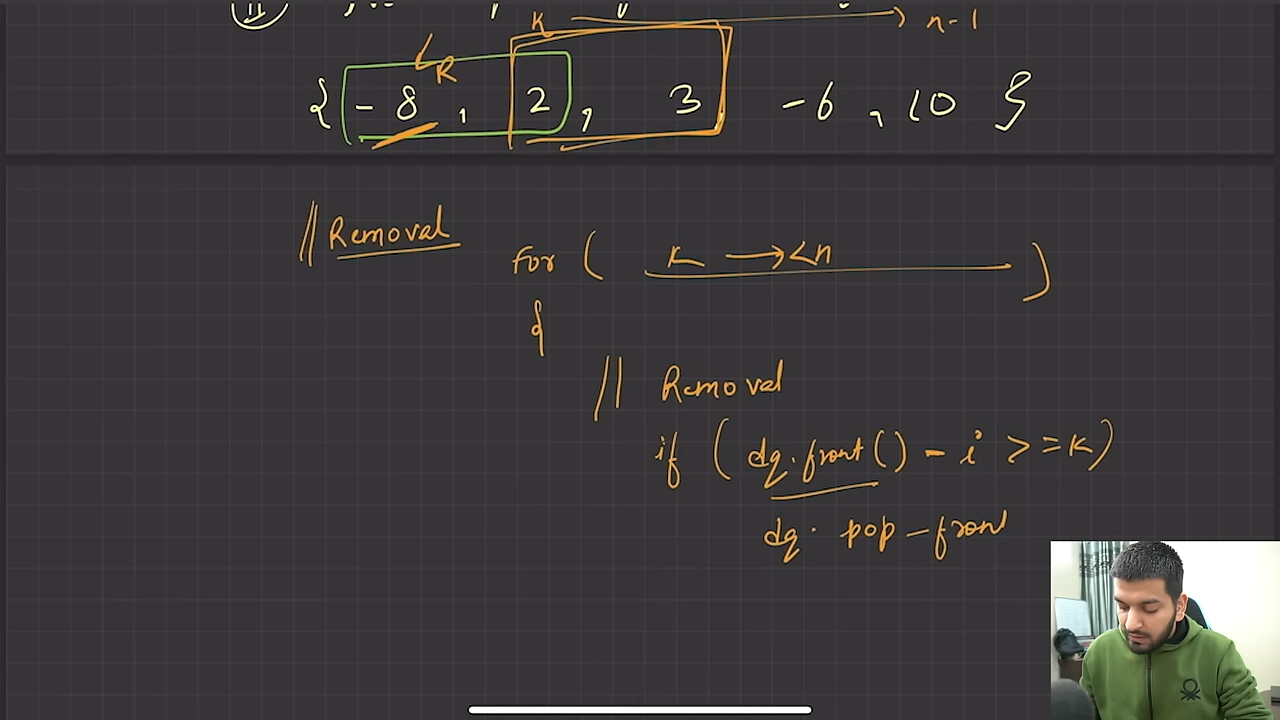 K → n-1
R
{ -8, 2, 3 -6, 10 }
// Removal
for ( K → <n )
{
// Removal
if ( dq.front() - i >= K )
dq. pop-front